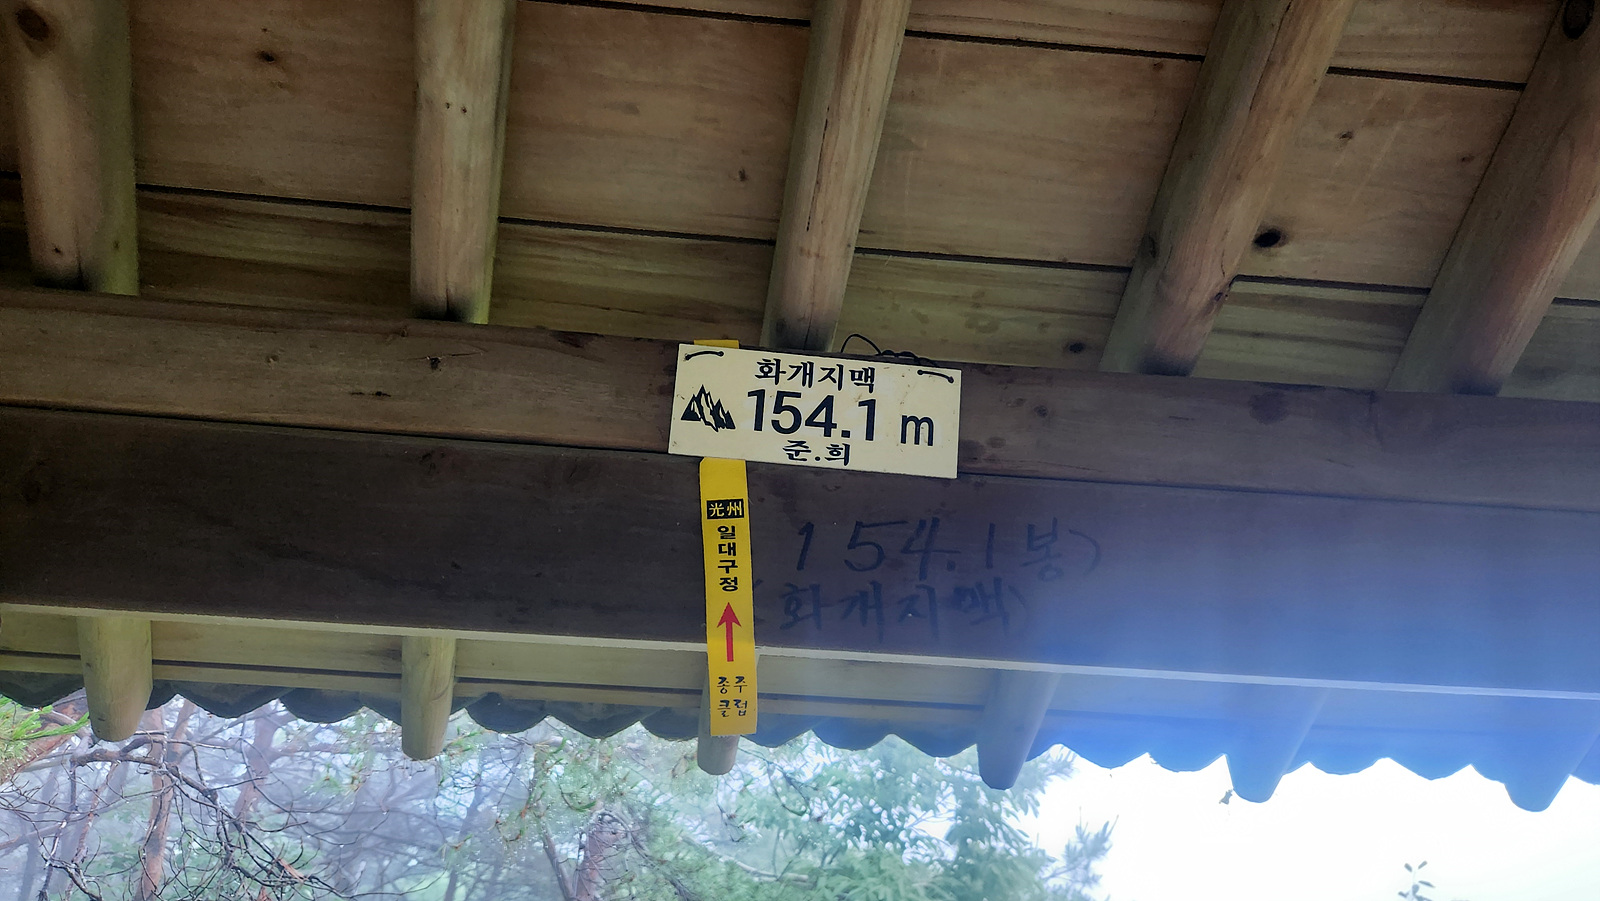 화개지맥
154.1 m
준.희
光州
일대구정
종주
클럽
154.1봉)
(화개지맥)